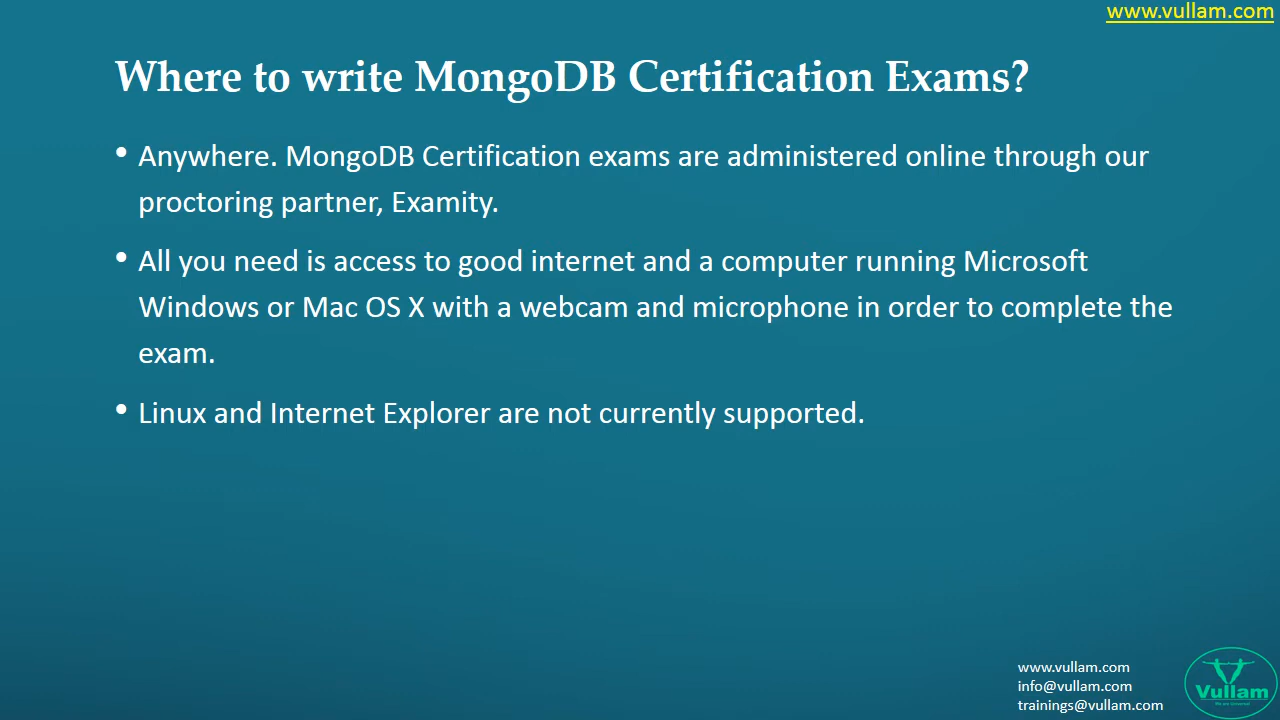 www.vullam.com
Where to write MongoDB Certification Exams?
• Anywhere. MongoDB Certification exams are administered online through our
proctoring partner, Examity.
• All you need is access to good internet and a computer running Microsoft
Windows or Mac OS X with a webcam and microphone in order to complete the
exam.
• Linux and Internet Explorer are not currently supported.
www.vullam.com
info@vullam.com
trainings@vullam.com
Vullam
We are Universal